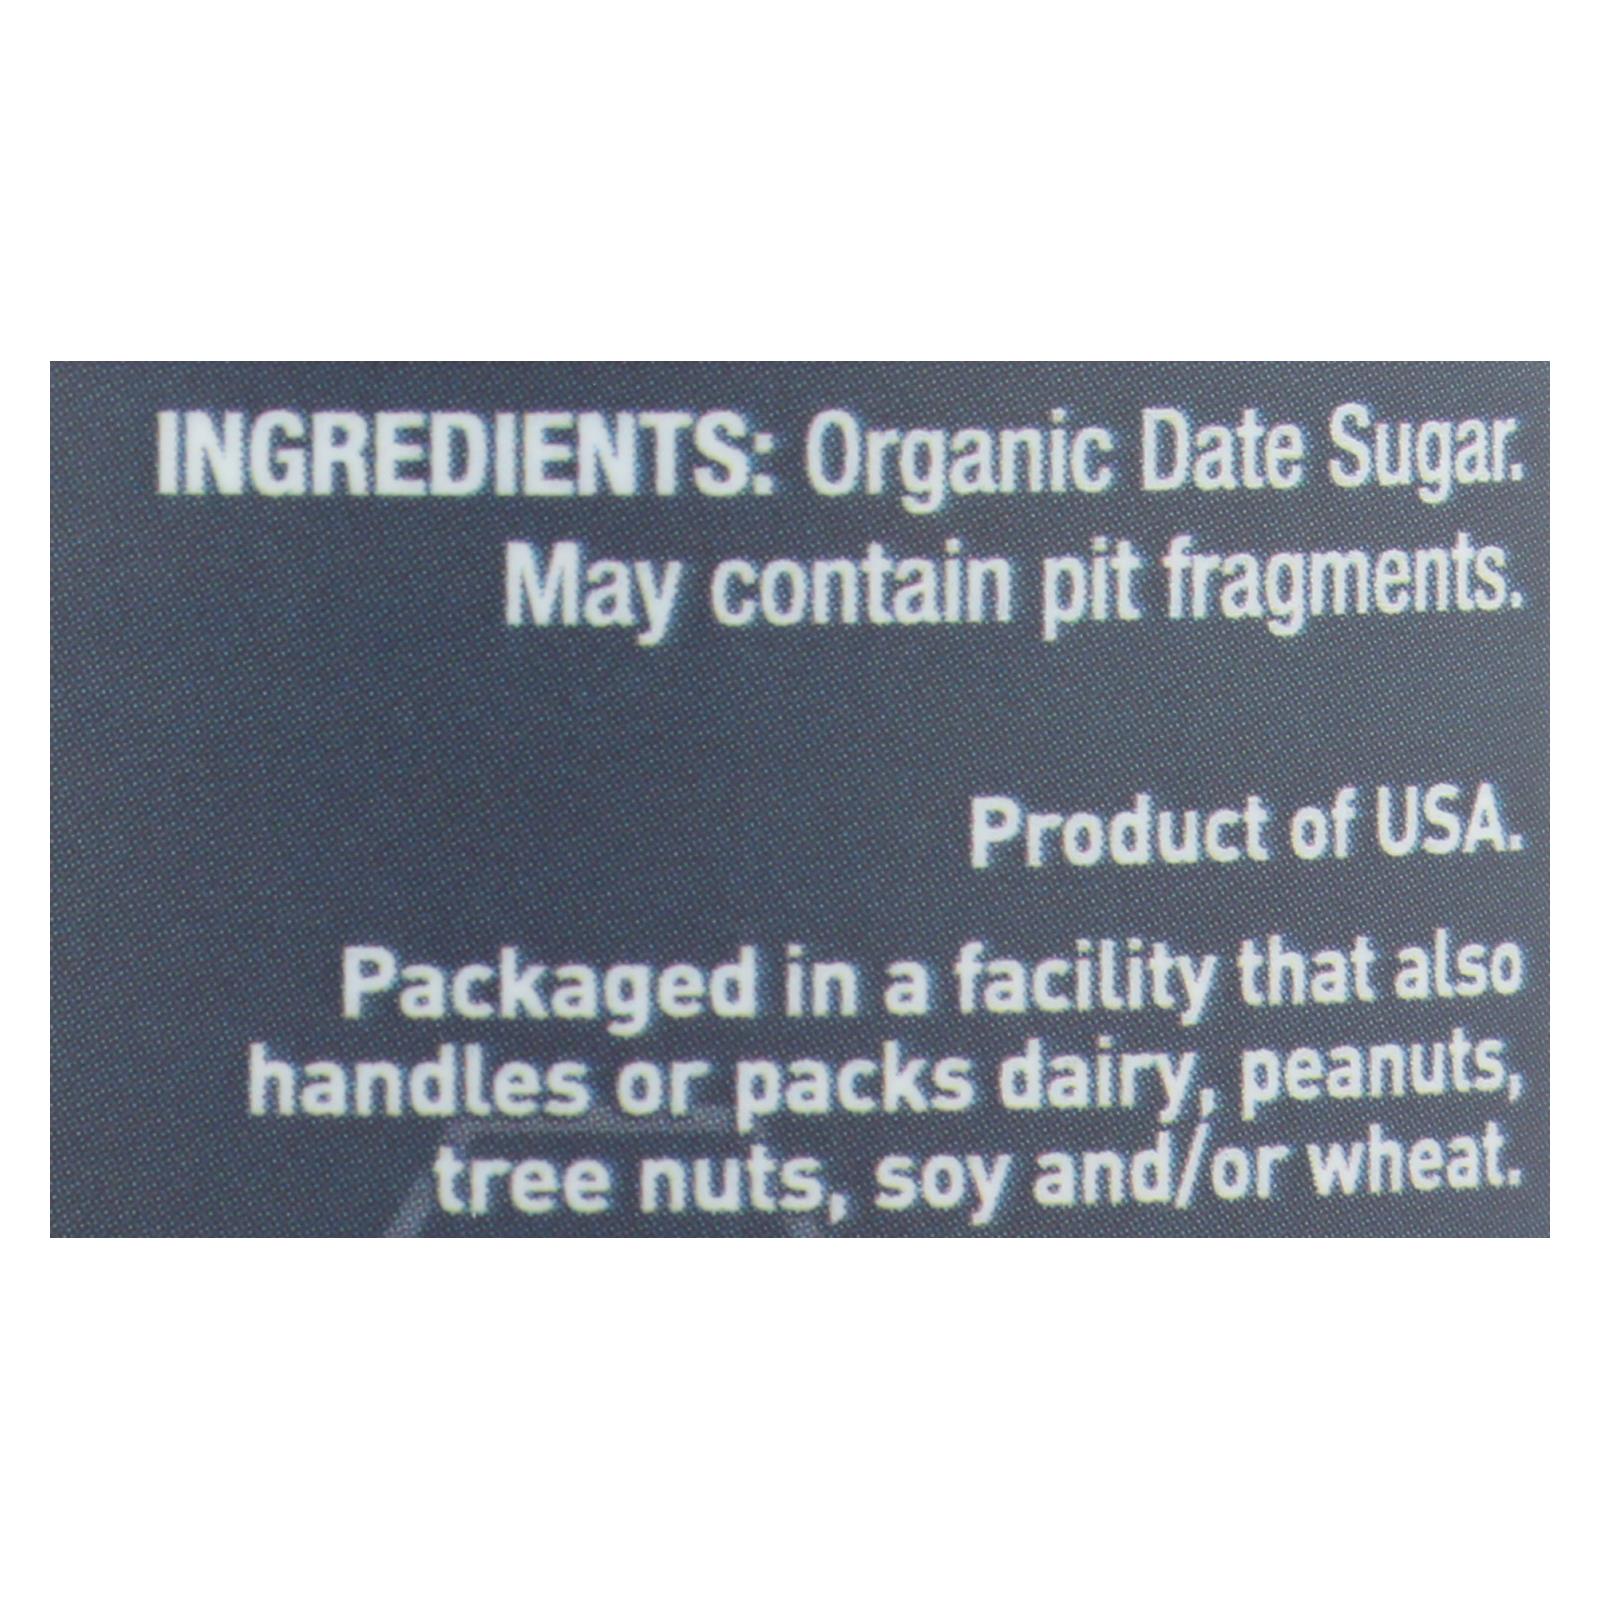 INGREDIENTS: Organic Date Sugar.
May contain pit fragments.
Product of USA.
Packaged in a facility that also
handles or packs dairy, peanuts,
tree nuts, soy and/or wheat.